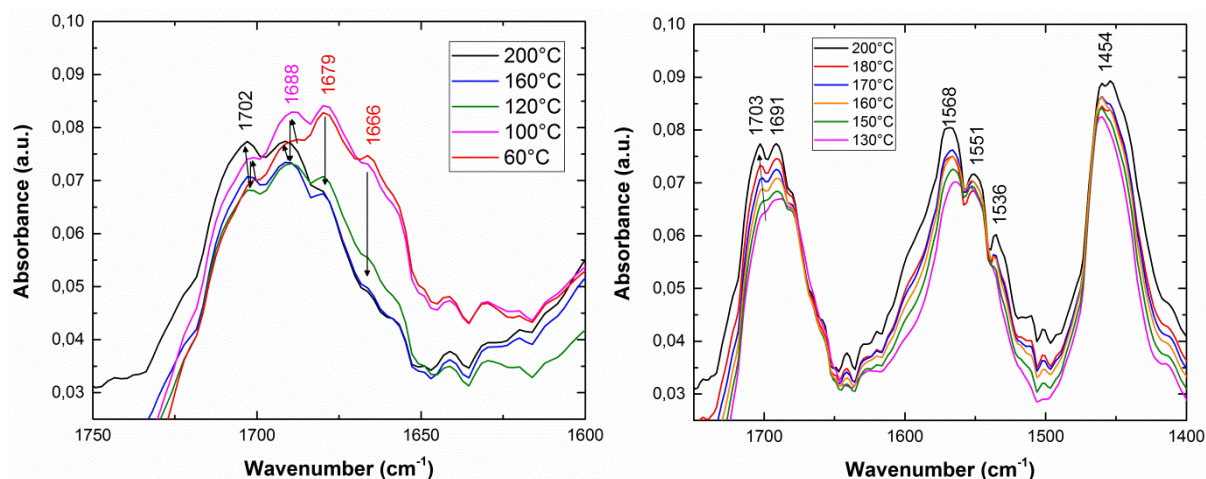 0,10
0,09
0,08
0,07
0,06
0,05
0,04
0,03
Absorbance (a.u.)
1702
1688
1679
1666
200°C
160°C
120°C
100°C
60°C
1750
1700
1650
1600
Wavenumber (cm-1)
0,10
0,09
0,08
0,07
0,06
0,05
0,04
0,03
Absorbance (a.u.)
1703
1691
200°C
180°C
170°C
160°C
150°C
130°C
1568
1551
1536
1454
1700
1600
1500
1400
Wavenumber (cm-1)